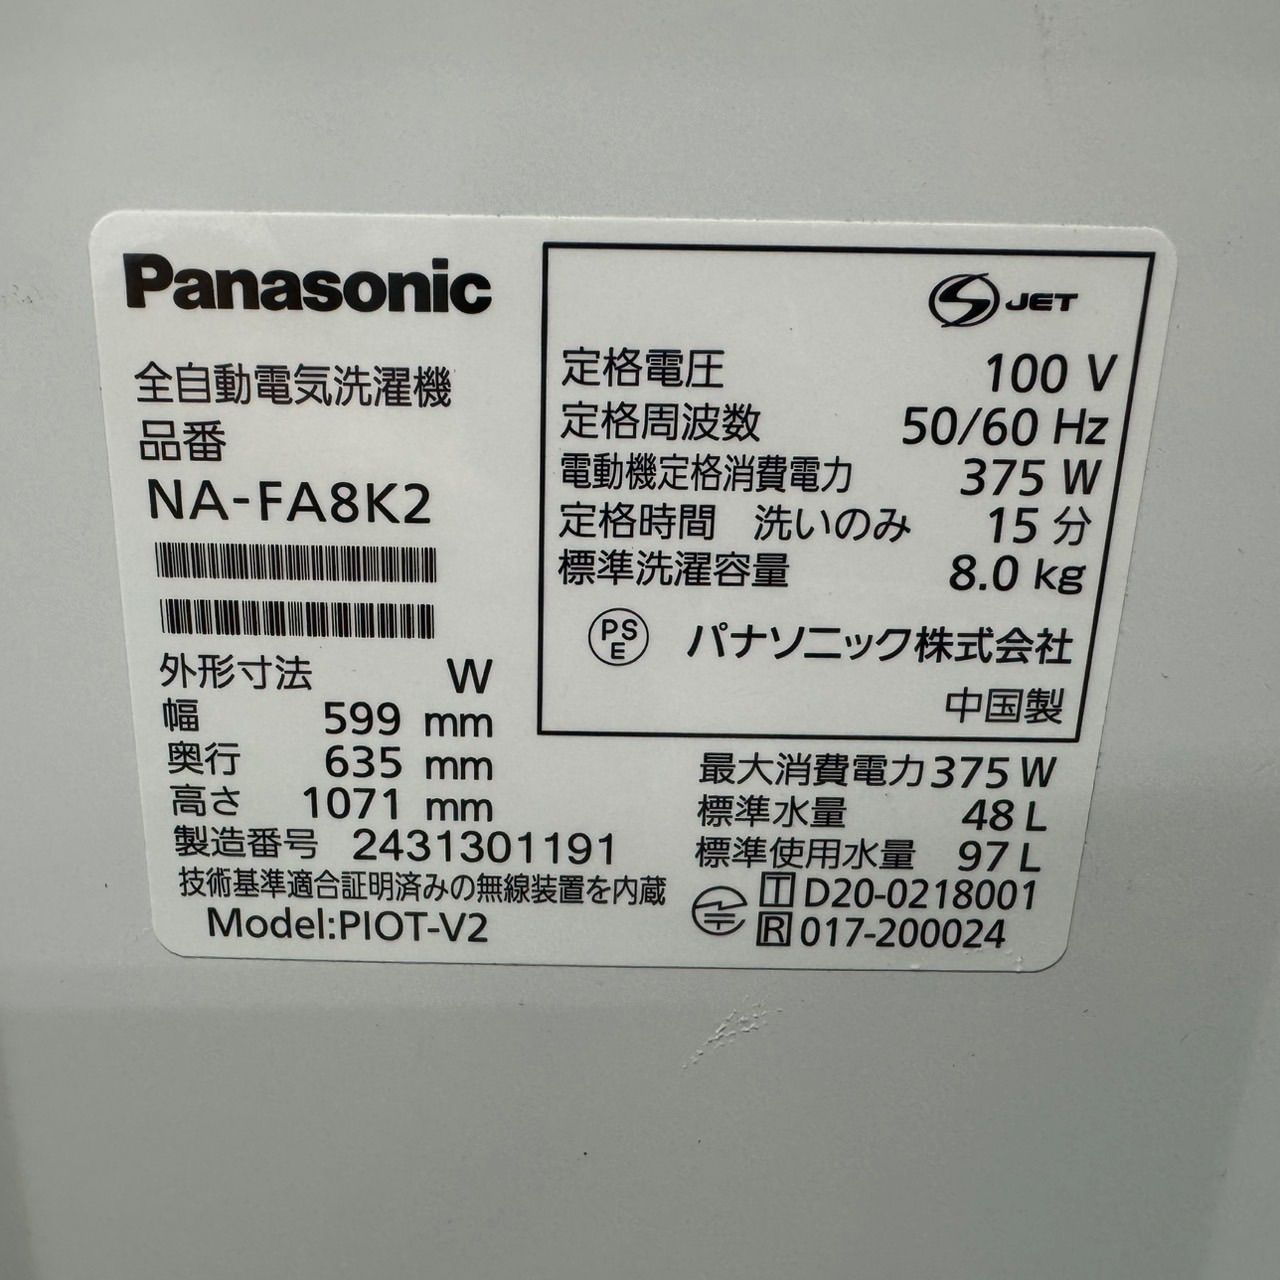 Panasonic
全自動電気洗濯機
品番
NA-FA8K2
外形寸法 W
幅 599 mm
奥行 635 mm
高さ 1071 mm
製造番号 2431301191
技術基準適合証明済みの無線装置を内蔵
Model:PIOT-V2
S JET
定格電圧 100 V
定格周波数 50/60 Hz
電動機定格消費電力 375 W
定格時間 洗いのみ 15 分
標準洗濯容量 8.0 kg
PS
E
パナソニック株式会社
中国製
最大消費電力 375 W
標準水量 48 L
標準使用水量 97 L
T D20-0218001
R 017-200024